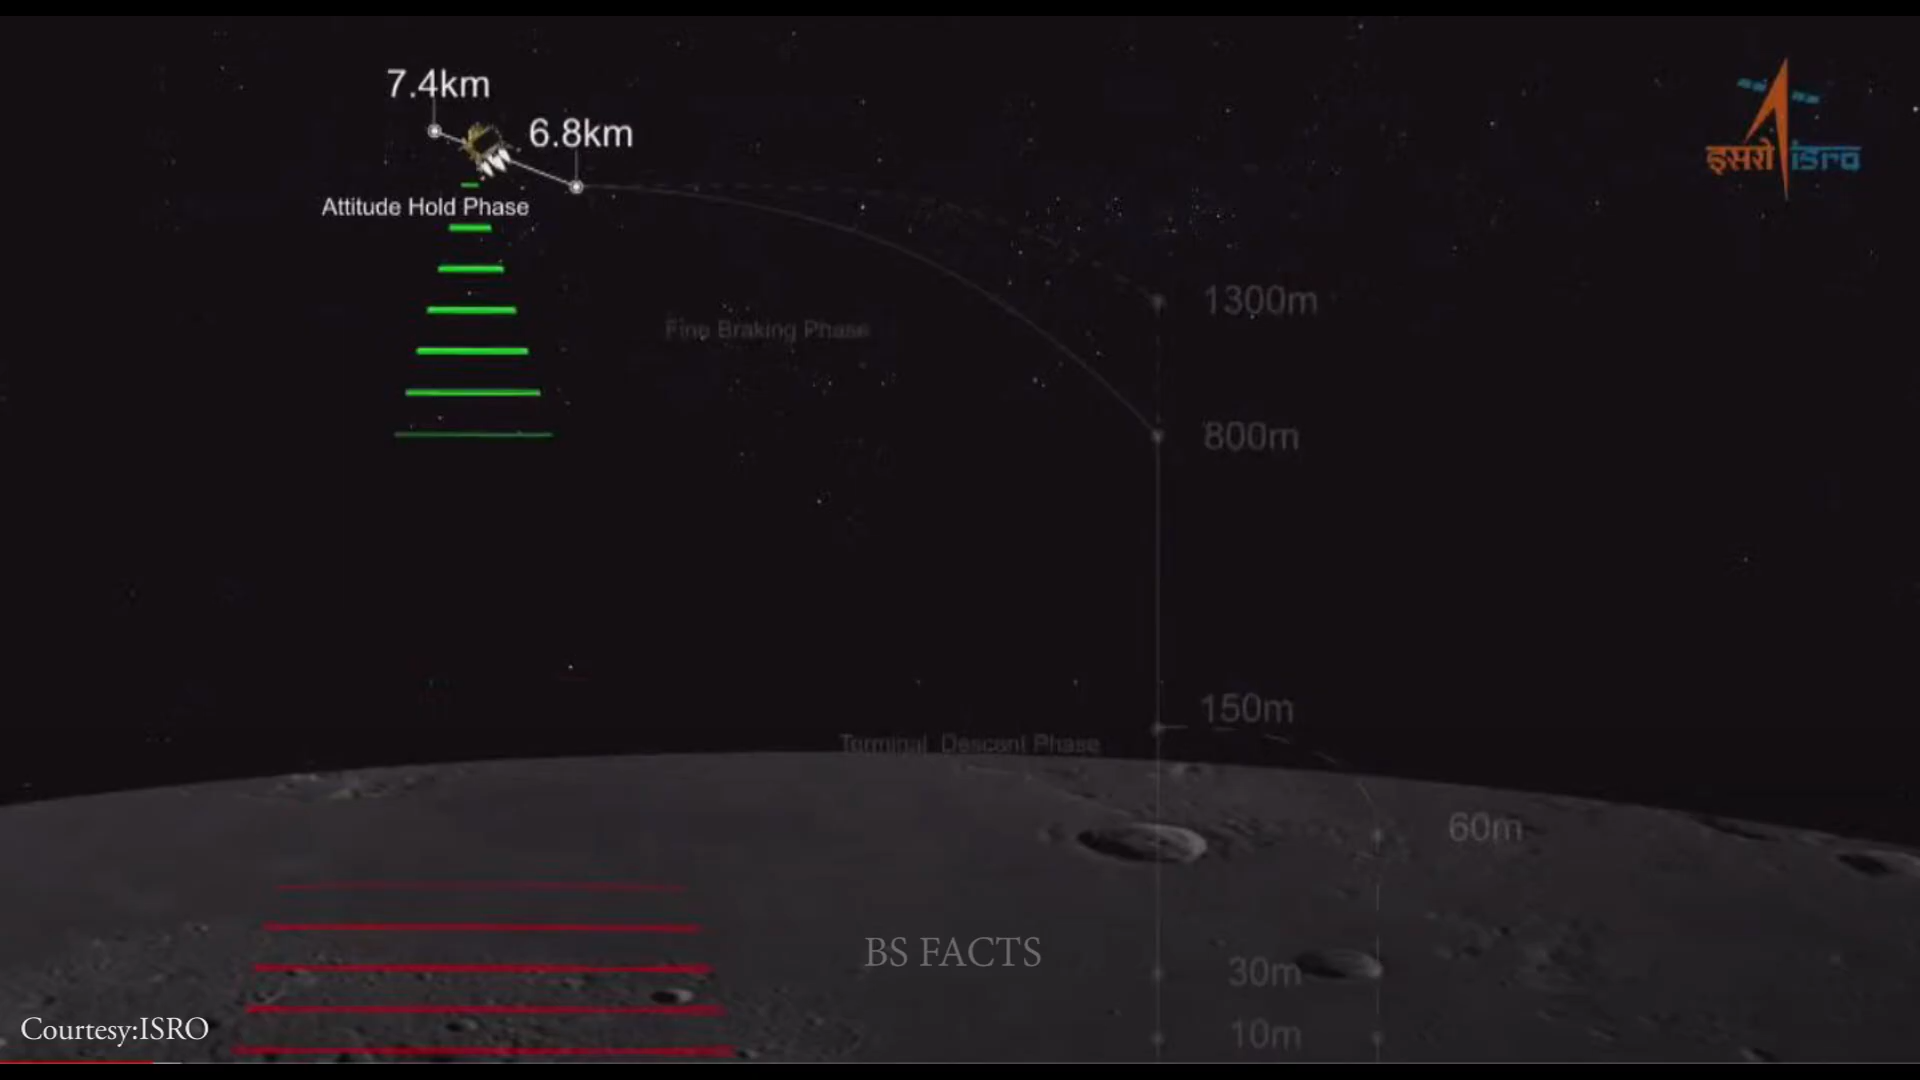 7.4km
6.8km
इसरो isro
Attitude Hold Phase
1300m
Fine Braking Phase
800m
150m
Terminal Descent Phase
60m
BS FACTS
30m
Courtesy:ISRO
10m